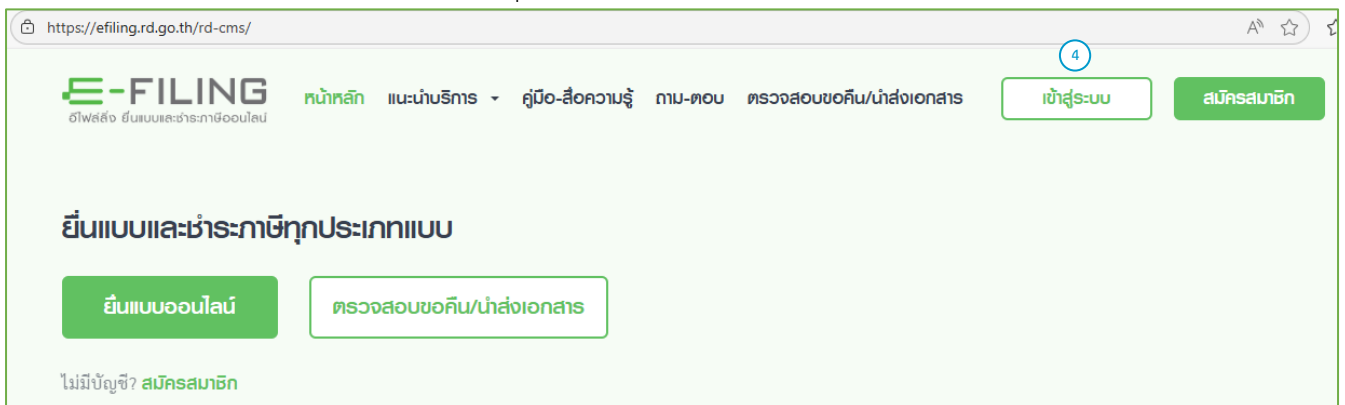 https://efiling.rd.go.th/rd-cms/
4
E-FILING
อีไฟล์ลิ่ง ยื่นแบบและชำระภาษีออนไลน์
หน้าหลัก แนะนำบริการ คู่มือ-สื่อความรู้ ถาม-ตอบ ตรวจสอบขอคืน/นำส่งเอกสาร เข้าสู่ระบบ สมัครสมาชิก
ยื่นแบบและชำระภาษีทุกประเภทแบบ
ยื่นแบบออนไลน์ ตรวจสอบขอคืน/นำส่งเอกสาร
ไม่มีบัญชี? สมัครสมาชิก